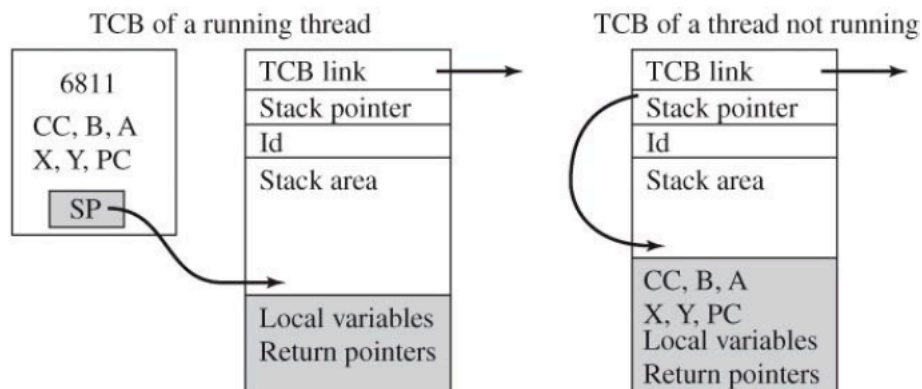 TCB of a running thread
6811
CC, B, A
X, Y, PC
SP
TCB link
Stack pointer
Id
Stack area
Local variables
Return pointers
TCB of a thread not running
TCB link
Stack pointer
Id
Stack area
CC, B, A
X, Y, PC
Local variables
Return pointers